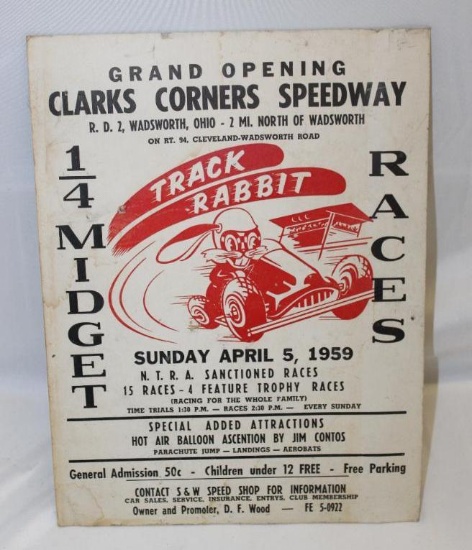 GRAND OPENING
CLARKS CORNERS SPEEDWAY
R. D. 2, WADSWORTH, OHIO - 2 MI. NORTH OF WADSWORTH
ON RT. 94, CLEVELAND-WADSWORTH ROAD
1/4 MIDGET
TRACK
RABBIT
RACES
SUNDAY APRIL 5, 1959
N. T. R. A. SANCTIONED RACES
15 RACES - 4 FEATURE TROPHY RACES
(RACING FOR THE WHOLE FAMILY)
TIME TRIALS 1:30 P.M. — RACES 2:30 P.M. — EVERY SUNDAY
SPECIAL ADDED ATTRACTIONS
HOT AIR BALLOON ASCENTION BY JIM CONTOS
PARACHUTE JUMP — LANDINGS — AEROBATS
General Admission 50c - Children under 12 FREE - Free Parking
CONTACT S & W SPEED SHOP FOR INFORMATION
CAR SALES, SERVICE, INSURANCE, ENTRYS, CLUB MEMBERSHIP
Owner and Promoter, D. F. Wood — FE 5-0922